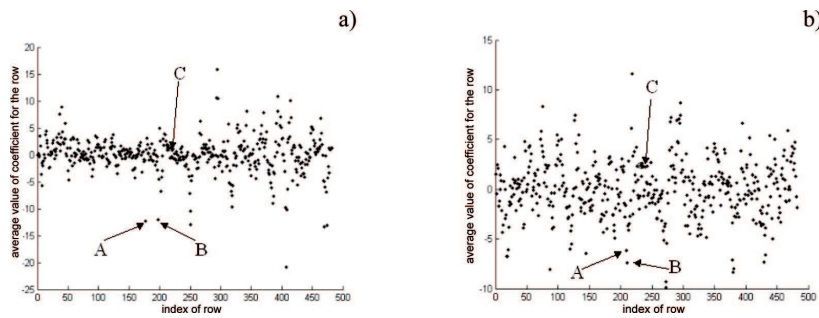 a)
average value of coefficient for the row
20
15
10
5
0
-5
-10
-15
-20
-25
C
A
B
0 50 100 150 200 250 300 350 400 450 500
index of row
b)
average value of coefficient for the row
15
10
5
0
-5
-10
C
A
B
0 50 100 150 200 250 300 350 400 450 500
index of row